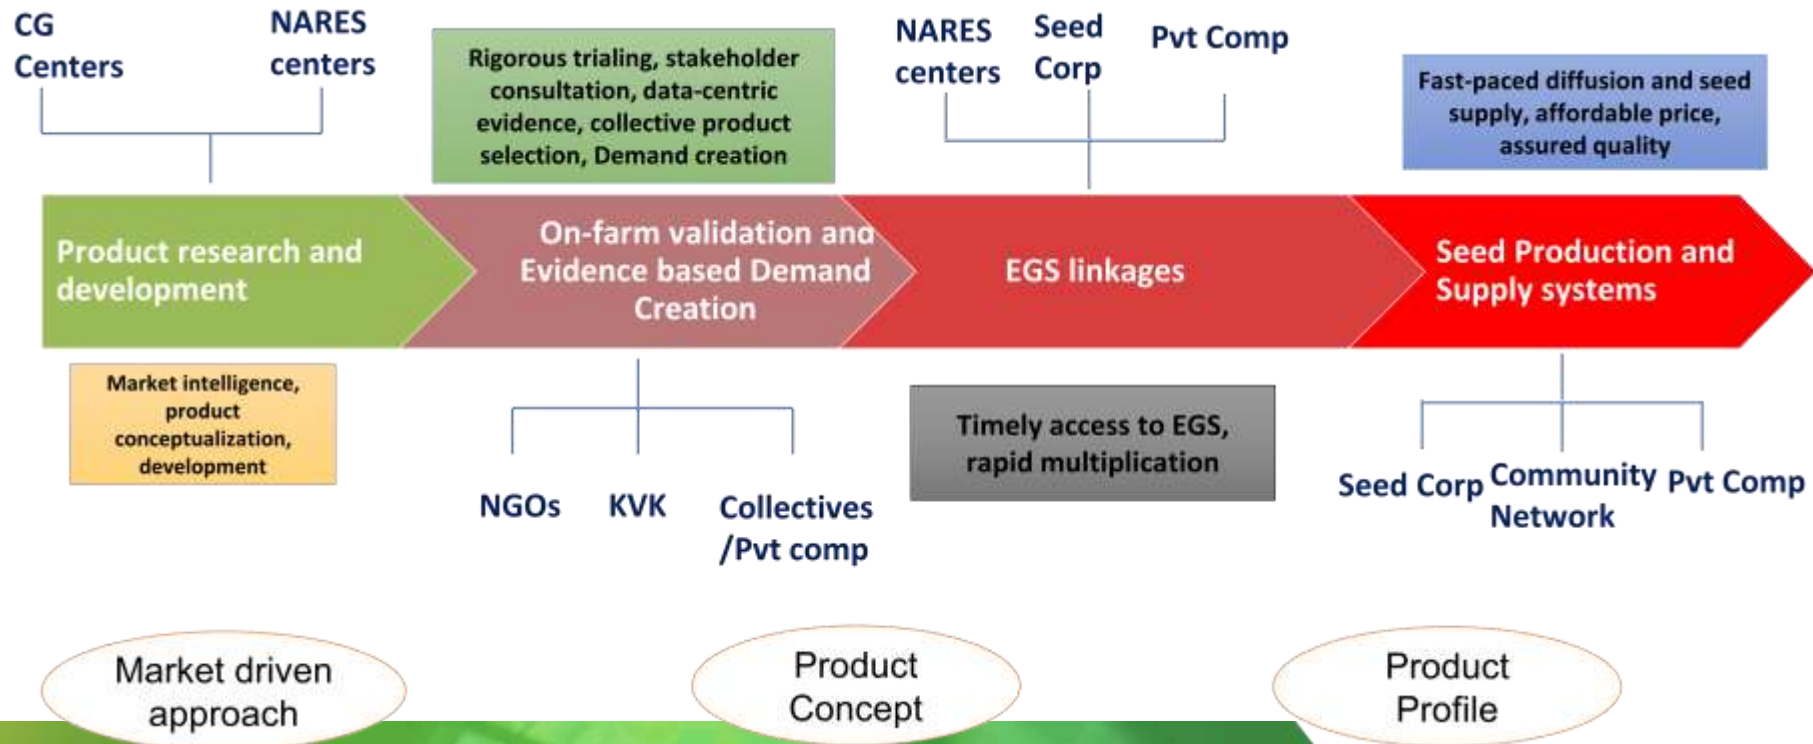 CG
Centers
NARES
centers
Rigorous trialing, stakeholder
consultation, data-centric
evidence, collective product
selection, Demand creation
NARES
centers
Seed
Corp
Pvt Comp
Fast-paced diffusion and seed
supply, affordable price,
assured quality
Product research and
development
On-farm validation and
Evidence based Demand
Creation
EGS linkages
Seed Production and
Supply systems
Market intelligence,
product
conceptualization,
development
NGOs
KVK
Collectives
/Pvt comp
Timely access to EGS,
rapid multiplication
Seed Corp
Community
Network
Pvt Comp
Market driven
approach
Product
Concept
Product
Profile